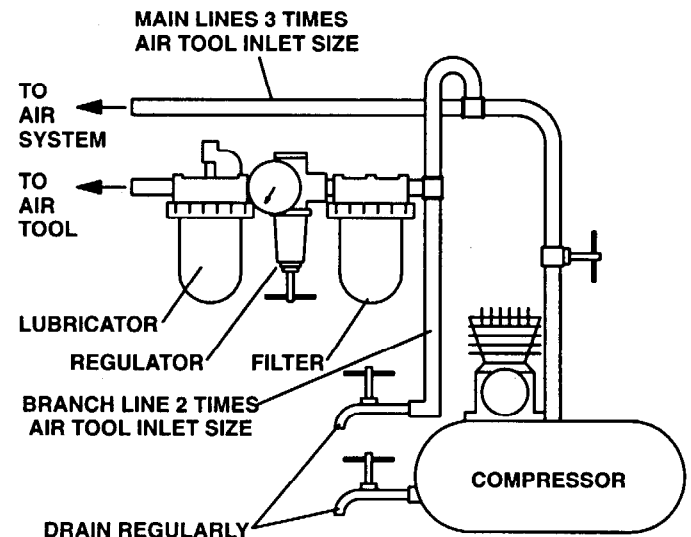 MAIN LINES 3 TIMES
AIR TOOL INLET SIZE
TO
AIR
SYSTEM
TO
AIR
TOOL
LUBRICATOR
REGULATOR
FILTER
BRANCH LINE 2 TIMES
AIR TOOL INLET SIZE
COMPRESSOR
DRAIN REGULARLY